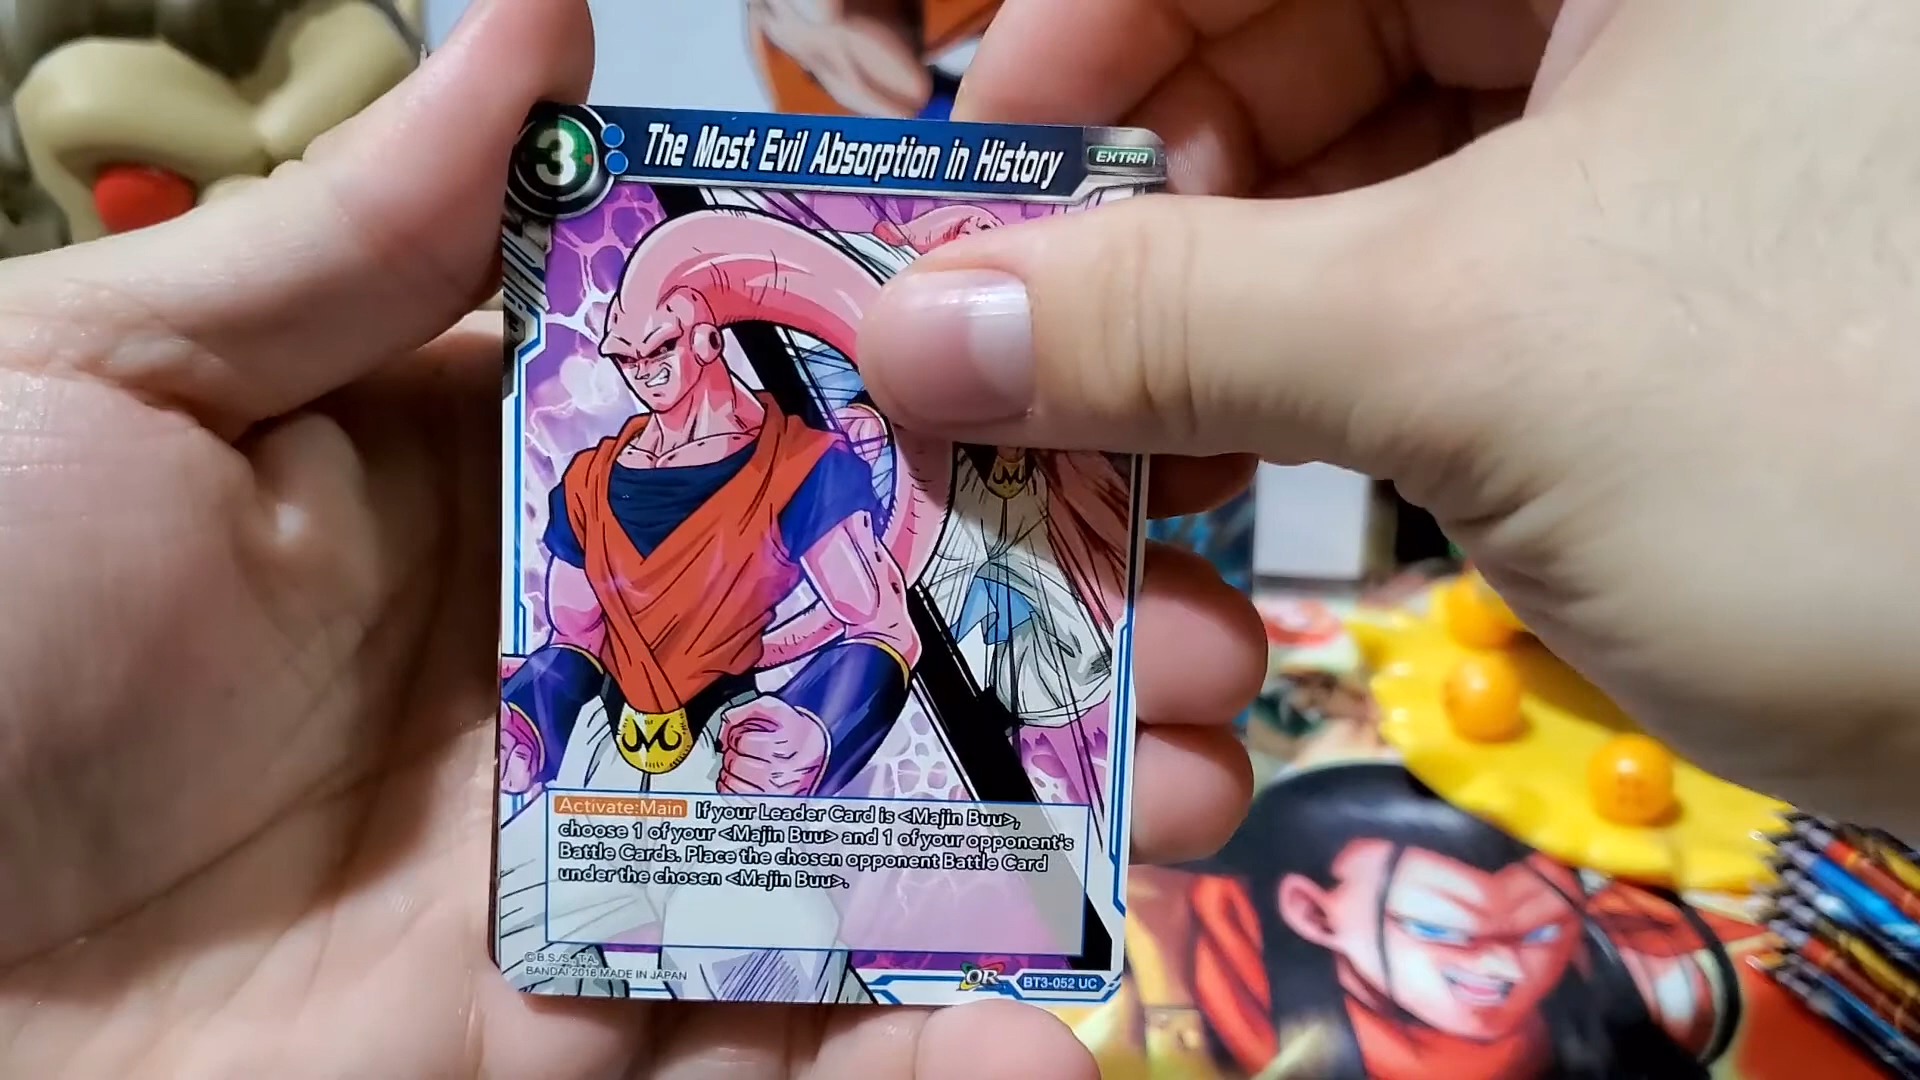 3 The Most Evil Absorption in History EXTRA
Activate:Main If your Leader Card is <Majin Buu>,
choose 1 of your <Majin Buu> and 1 of your opponent's
Battle Cards. Place the chosen opponent Battle Card
under the chosen <Majin Buu>.
©B.S./S.,T.A.
BANDAI 2018 MADE IN JAPAN
OR BT3-052 UC